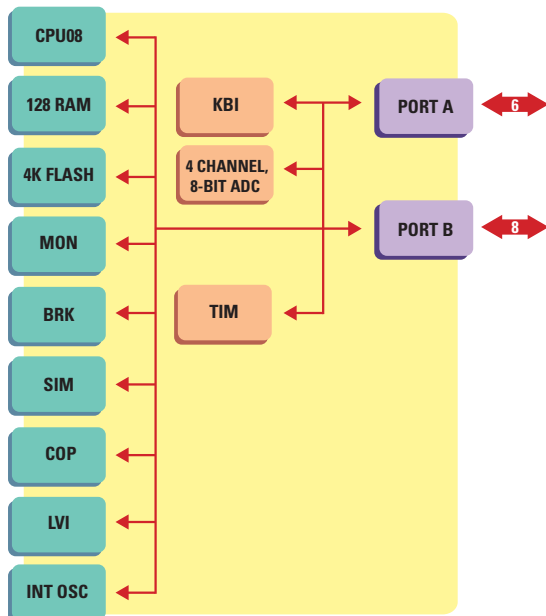 CPU08
128 RAM
4K FLASH
MON
BRK
SIM
COP
LVI
INT OSC
KBI
4 CHANNEL,
8-BIT ADC
TIM
PORT A
6
PORT B
8